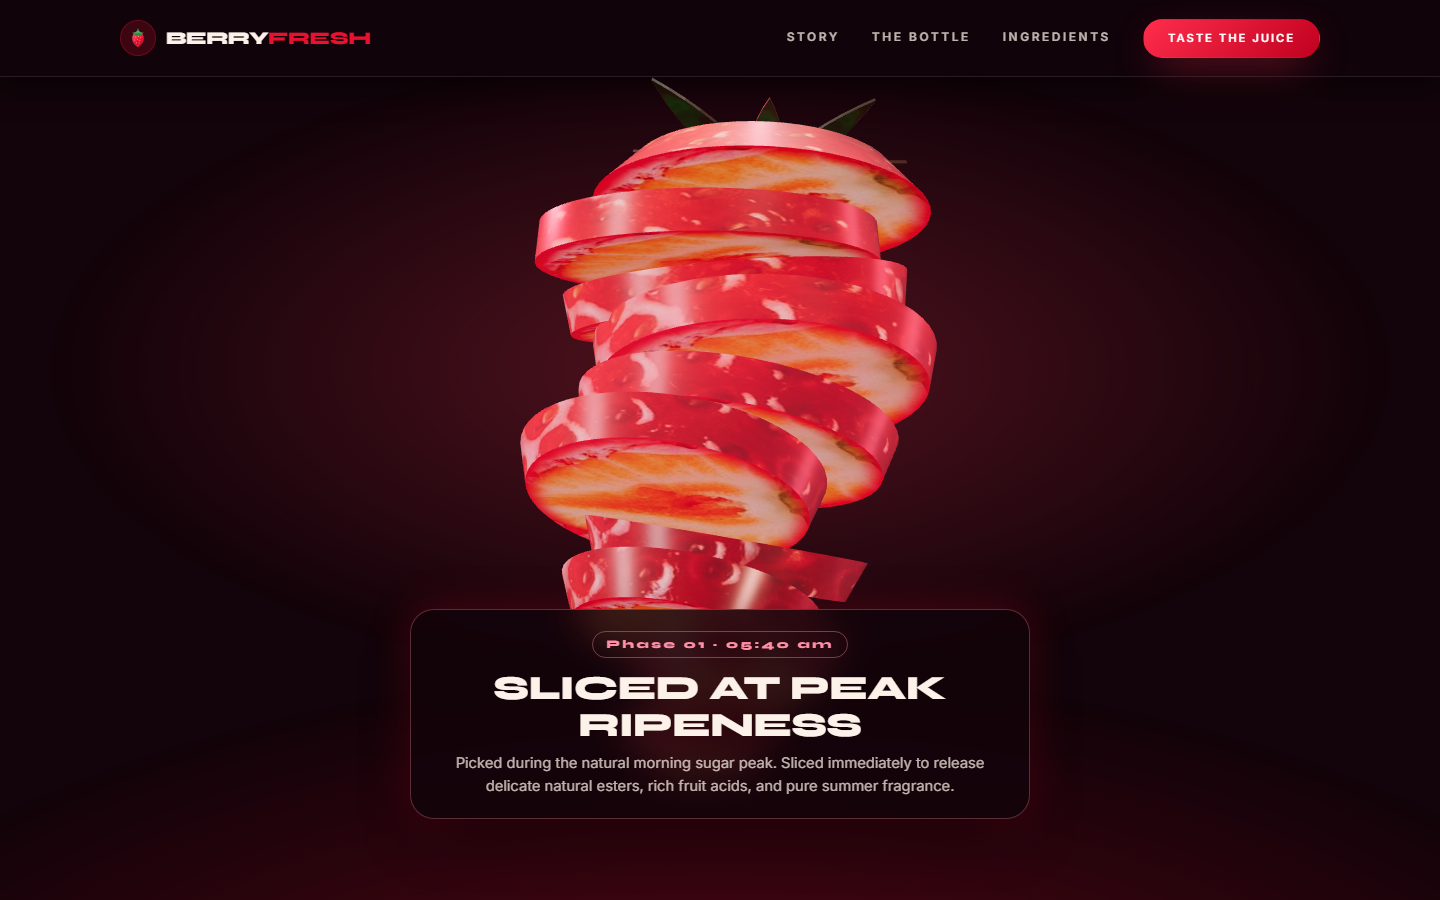 BERRYFRESH
STORY
THE BOTTLE
INGREDIENTS
TASTE THE JUICE
Phase 01 · 05:40 am
SLICED AT PEAK
RIPENESS
Picked during the natural morning sugar peak. Sliced immediately to release
delicate natural esters, rich fruit acids, and pure summer fragrance.